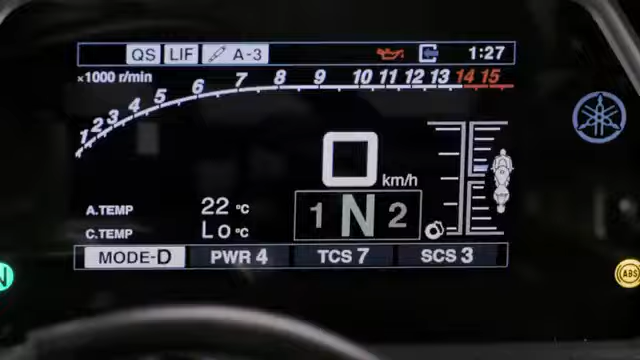 QS LIF A-3 1:27
×1000 r/min
1 2 3 4 5 6 7 8 9 10 11 12 13 14 15
0 km/h
A.TEMP 22 °C
1 N 2
C.TEMP Lo °C
MODE-D PWR 4 TCS 7 SCS 3
N
ABS